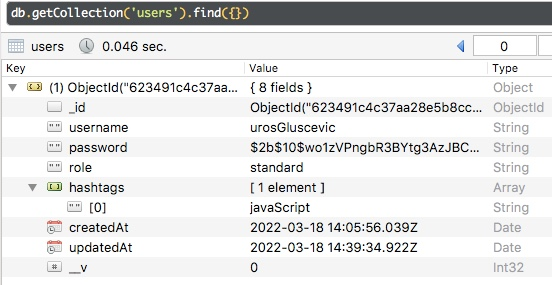 db.getCollection('users').find({})
users 0.046 sec. 0
Key Value Type
(1) ObjectId("623491c4c37aa... { 8 fields } Object
_id ObjectId("623491c4c37aa28e5b8cc... ObjectId
"" username urosGluscevic String
"" password $2b$10$wo1zVPngbR3BYtg3AzJBC... String
"" role standard String
hashtags [ 1 element ] Array
"" [0] javaScript String
createdAt 2022-03-18 14:05:56.039Z Date
updatedAt 2022-03-18 14:39:34.922Z Date
# __v 0 Int32